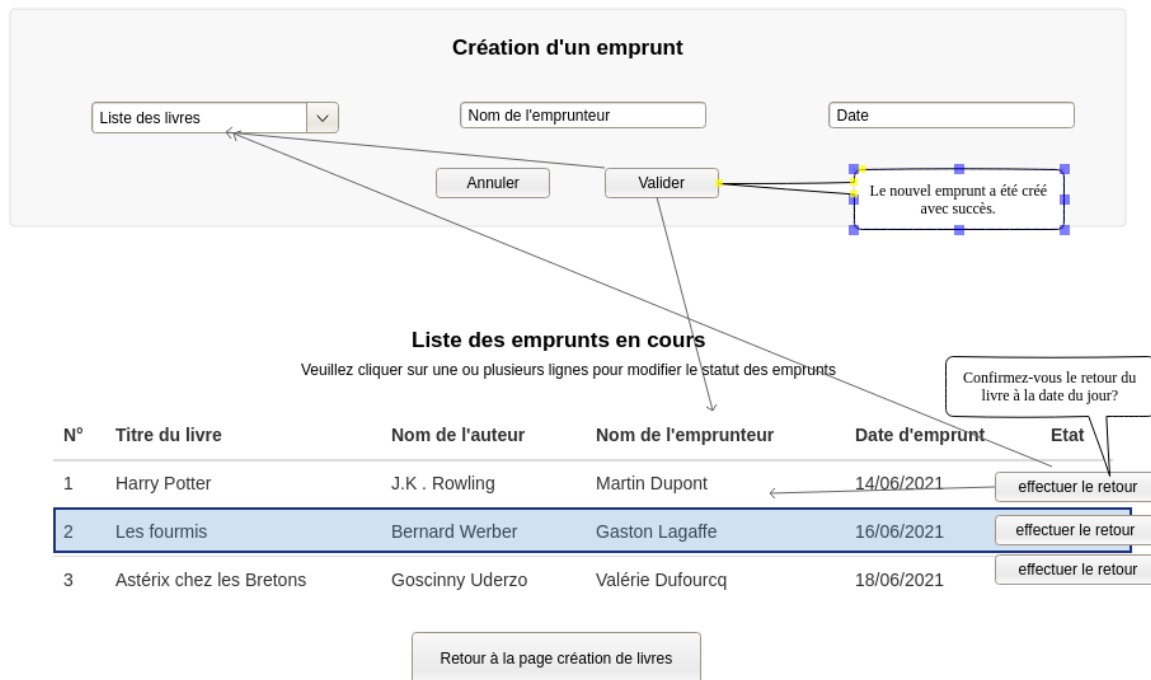 Création d'un emprunt
Liste des livres
Nom de l'emprunteur
Date
Annuler
Valider
Le nouvel emprunt a été créé
avec succès.
Liste des emprunts en cours
Veuillez cliquer sur une ou plusieurs lignes pour modifier le statut des emprunts
Confirmez-vous le retour du
livre à la date du jour?
N° Titre du livre Nom de l'auteur Nom de l'emprunteur Date d'emprunt Etat
1 Harry Potter J.K . Rowling Martin Dupont 14/06/2021 effectuer le retour
2 Les fourmis Bernard Werber Gaston Lagaffe 16/06/2021 effectuer le retour
3 Astérix chez les Bretons Goscinny Uderzo Valérie Dufourcq 18/06/2021 effectuer le retour
Retour à la page création de livres